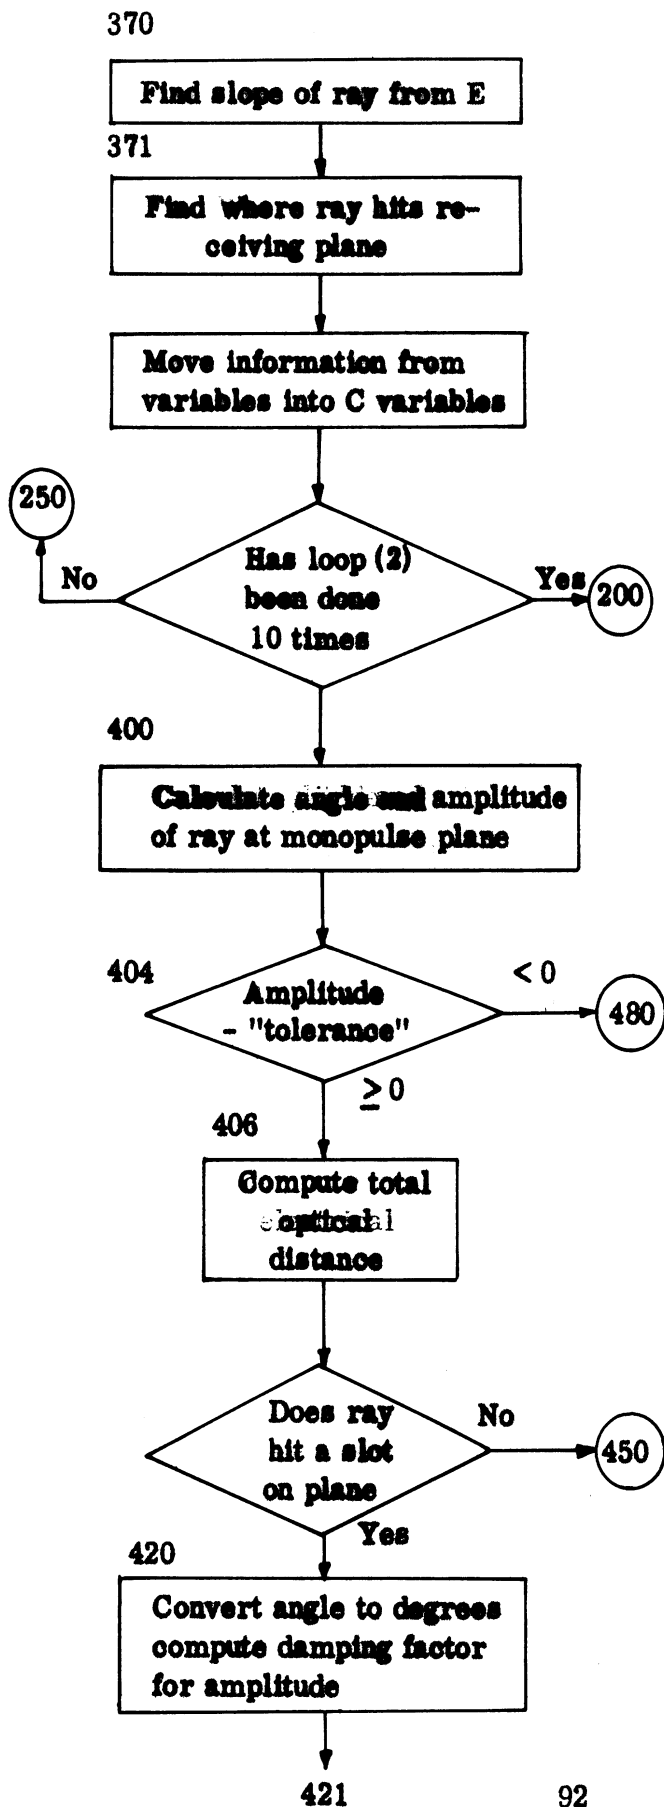 370
Find slope of ray from E
371
Find where ray hits re-
ceiving plane
Move information from
variables into C variables
250
No
Has loop (2)
been done
10 times
Yes
200
400
Calculate angle and amplitude
of ray at monopulse plane
404
Amplitude
- "tolerance"
< 0
480
≥ 0
406
Compute total
optical
distance
Does ray
hit a slot
on plane
No
450
Yes
420
Convert angle to degrees
compute damping factor
for amplitude
421
92